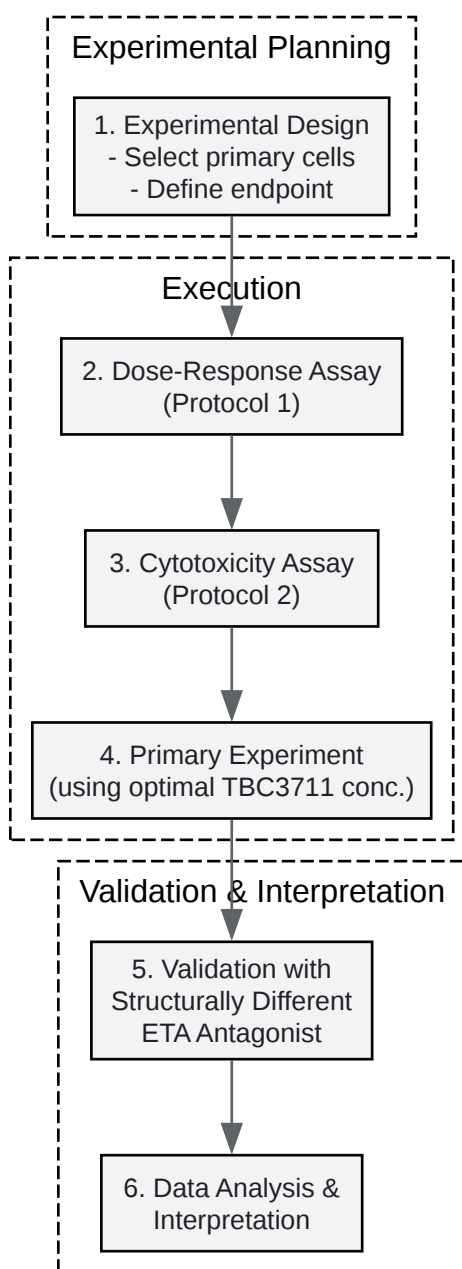 Experimental Planning
1. Experimental Design
- Select primary cells
- Define endpoint
Execution
2. Dose-Response Assay
(Protocol 1)
3. Cytotoxicity Assay
(Protocol 2)
4. Primary Experiment
(using optimal TBC3711 conc.)
Validation & Interpretation
5. Validation with
Structurally Different
ETA Antagonist
6. Data Analysis &
Interpretation